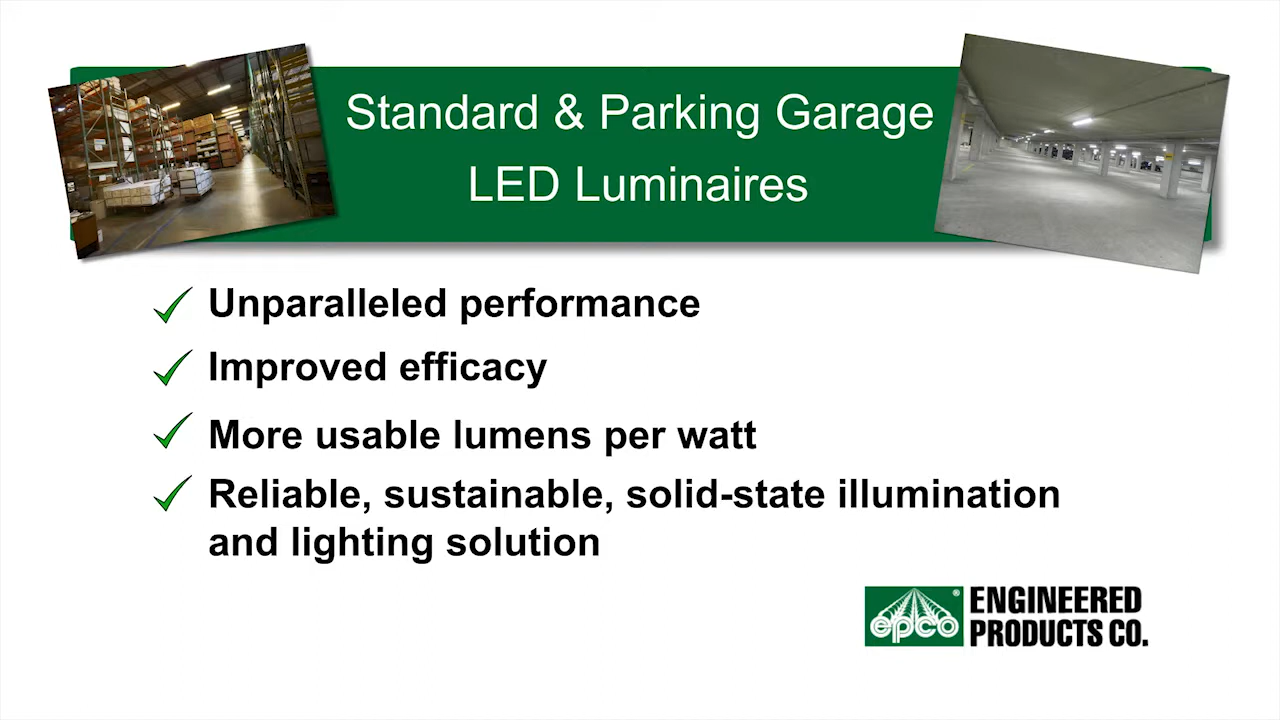 Standard & Parking Garage
LED Luminaires
Unparalleled performance
Improved efficacy
More usable lumens per watt
Reliable, sustainable, solid-state illumination
and lighting solution
epco®
ENGINEERED
PRODUCTS CO.